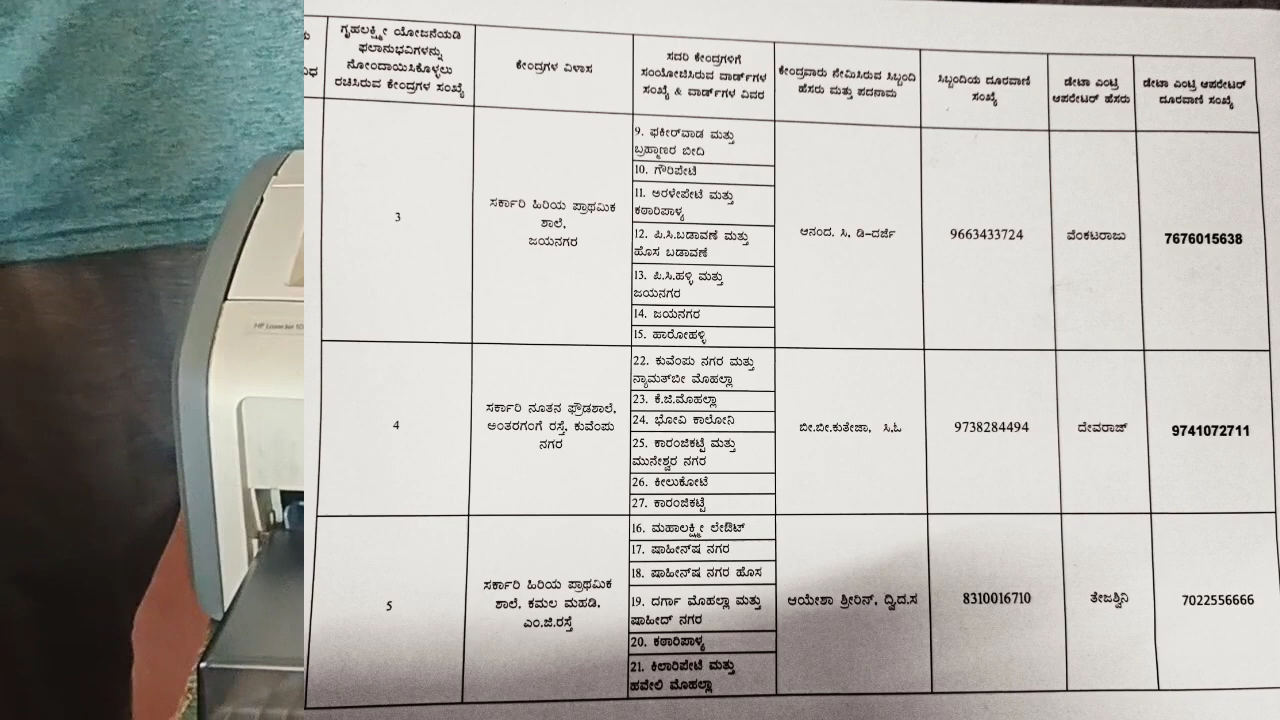 ಗೃಹಲಕ್ಷ್ಮೀ ಯೋಜನೆಯಡಿ
ಫಲಾನುಭವಿಗಳನ್ನು
ನೋಂದಾಯಿಸಿಕೊಳ್ಳಲು
ರಚಿಸಿರುವ ಕೇಂದ್ರಗಳ ಸಂಖ್ಯೆ
ಕೇಂದ್ರಗಳ ವಿಳಾಸ
ಸದರಿ ಕೇಂದ್ರಗಳಿಗೆ
ಸಂಯೋಜಿಸಿರುವ ವಾರ್ಡ್‌ಗಳ
ಸಂಖ್ಯೆ & ವಾರ್ಡ್‌ಗಳ ವಿವರ
ಕೇಂದ್ರವಾರು ನೇಮಿಸಿರುವ ಸಿಬ್ಬಂದಿ
ಹೆಸರು ಮತ್ತು ಪದನಾಮ
ಸಿಬ್ಬಂದಿಯ ದೂರವಾಣಿ
ಸಂಖ್ಯೆ
ಡೇಟಾ ಎಂಟ್ರಿ
ಆಪರೇಟರ್ ಹೆಸರು
ಡೇಟಾ ಎಂಟ್ರಿ ಆಪರೇಟರ್
ದೂರವಾಣಿ ಸಂಖ್ಯೆ
3
ಸರ್ಕಾರಿ ಹಿರಿಯ ಪ್ರಾಥಮಿಕ
ಶಾಲೆ,
ಜಯನಗರ
9. ಫಕೀರ್‌ವಾಡ ಮತ್ತು
ಬ್ರಹ್ಮಾಣರ ಬೀದಿ
10. ಗೌರಿಪೇಟೆ
11. ಅರಳೇಪೇಟೆ ಮತ್ತು
ಕಠಾರಿಪಾಳ್ಯ
12. ಪಿ.ಸಿ.ಬಡಾವಣೆ ಮತ್ತು
ಹೊಸ ಬಡಾವಣೆ
13. ಪಿ.ಸಿ.ಹಳ್ಳಿ ಮತ್ತು
ಜಯನಗರ
14. ಜಯನಗರ
15. ಹಾರೋಹಳ್ಳಿ
ಆನಂದ. ಸಿ, ಡಿ-ದರ್ಜೆ
9663433724
ವೆಂಕಟರಾಜು
7676015638
4
ಸರ್ಕಾರಿ ನೂತನ ಫ್ರೌಡಶಾಲೆ,
ಅಂತರಗಂಗೆ ರಸ್ತೆ, ಕುವೆಂಪು
ನಗರ
22. ಕುವೆಂಪು ನಗರ ಮತ್ತು
ನ್ಯಾಮತ್‌ಬೀ ಮೊಹಲ್ಲಾ
23. ಕೆ.ಜಿ.ಮೊಹಲ್ಲಾ
24. ಭೋವಿ ಕಾಲೋನಿ
25. ಕಾರಂಜಿಕಟ್ಟೆ ಮತ್ತು
ಮುನೇಶ್ವರ ನಗರ
26. ಕೀಲುಕೋಟೆ
27. ಕಾರಂಜಿಕಟ್ಟೆ
ಬೀ.ಬೀ.ಕುತೇಜಾ, ಸಿ.ಓ
9738284494
ದೇವರಾಜ್
9741072711
5
ಸರ್ಕಾರಿ ಹಿರಿಯ ಪ್ರಾಥಮಿಕ
ಶಾಲೆ, ಕಮಲ ಮಹಡಿ,
ಎಂ.ಜಿ.ರಸ್ತೆ
16. ಮಹಾಲಕ್ಷ್ಮೀ ಲೇಔಟ್
17. ಷಾಹೀನ್‌ಷ ನಗರ
18. ಷಾಹೀನ್‌ಷ ನಗರ ಹೊಸ
19. ದರ್ಗಾ ಮೊಹಲ್ಲಾ ಮತ್ತು
ಷಾಹೀದ್ ನಗರ
20. ಕಠಾರಿಪಾಳ್ಯ
21. ಕಿಲಾರಿಪೇಟೆ ಮತ್ತು
ಹವೇಲಿ ಮೊಹಲ್ಲಾ
ಆಯೇಶಾ ಶ್ರೀರಿನ್, ದ್ವಿ.ದ.ಸ
8310016710
ತೇಜಶ್ವಿನಿ
7022556666